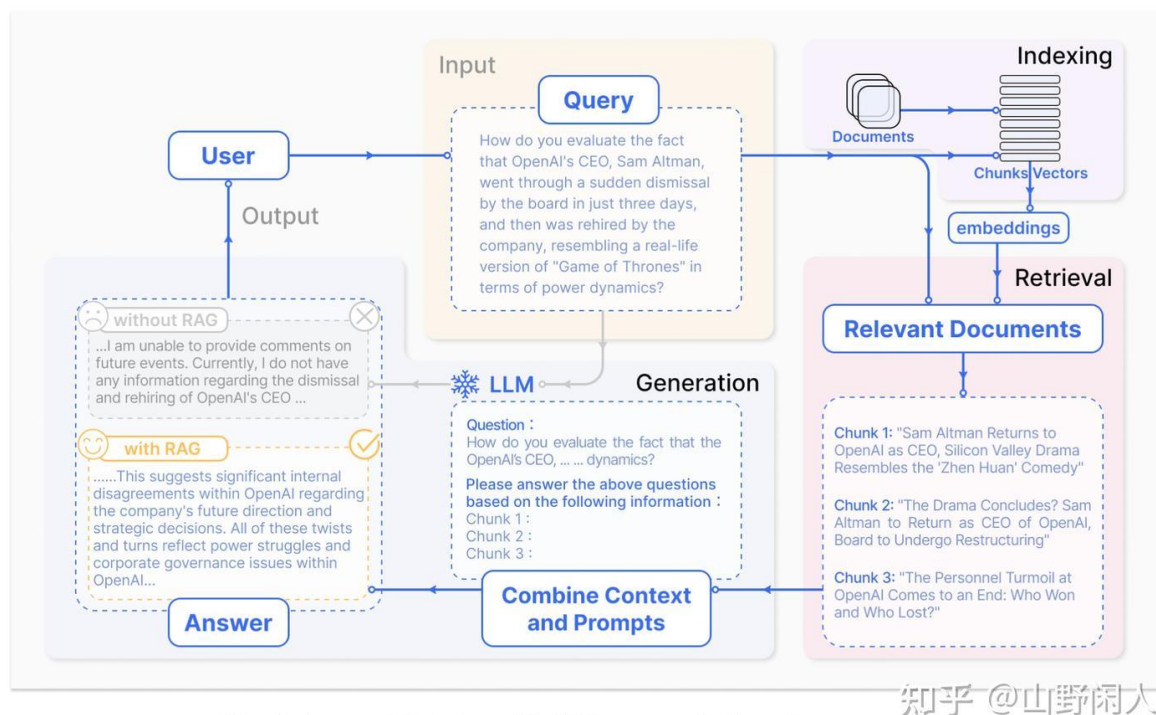 Input
Query
How do you evaluate the fact
that OpenAI's CEO, Sam Altman,
went through a sudden dismissal
by the board in just three days,
and then was rehired by the
company, resembling a real-life
version of "Game of Thrones" in
terms of power dynamics?
Indexing
Documents
Chunks Vectors
embeddings
User
Output
Retrieval
Relevant Documents
Chunk 1: "Sam Altman Returns to
OpenAI as CEO, Silicon Valley Drama
Resembles the 'Zhen Huan' Comedy"
Chunk 2: "The Drama Concludes? Sam
Altman to Return as CEO of OpenAI,
Board to Undergo Restructuring"
Chunk 3: "The Personnel Turmoil at
OpenAI Comes to an End: Who Won
and Who Lost?"
LLM
Generation
Question :
How do you evaluate the fact that the
OpenAI's CEO, ... ... dynamics?
Please answer the above questions
based on the following information :
Chunk 1 :
Chunk 2 :
Chunk 3 :
Combine Context
and Prompts
without RAG
...I am unable to provide comments on
future events. Currently, I do not have
any information regarding the dismissal
and rehiring of OpenAI's CEO ...
with RAG
......This suggests significant internal
disagreements within OpenAI regarding
the company's future direction and
strategic decisions. All of these twists
and turns reflect power struggles and
corporate governance issues within
OpenAI...
Answer
知乎 @山野闲人